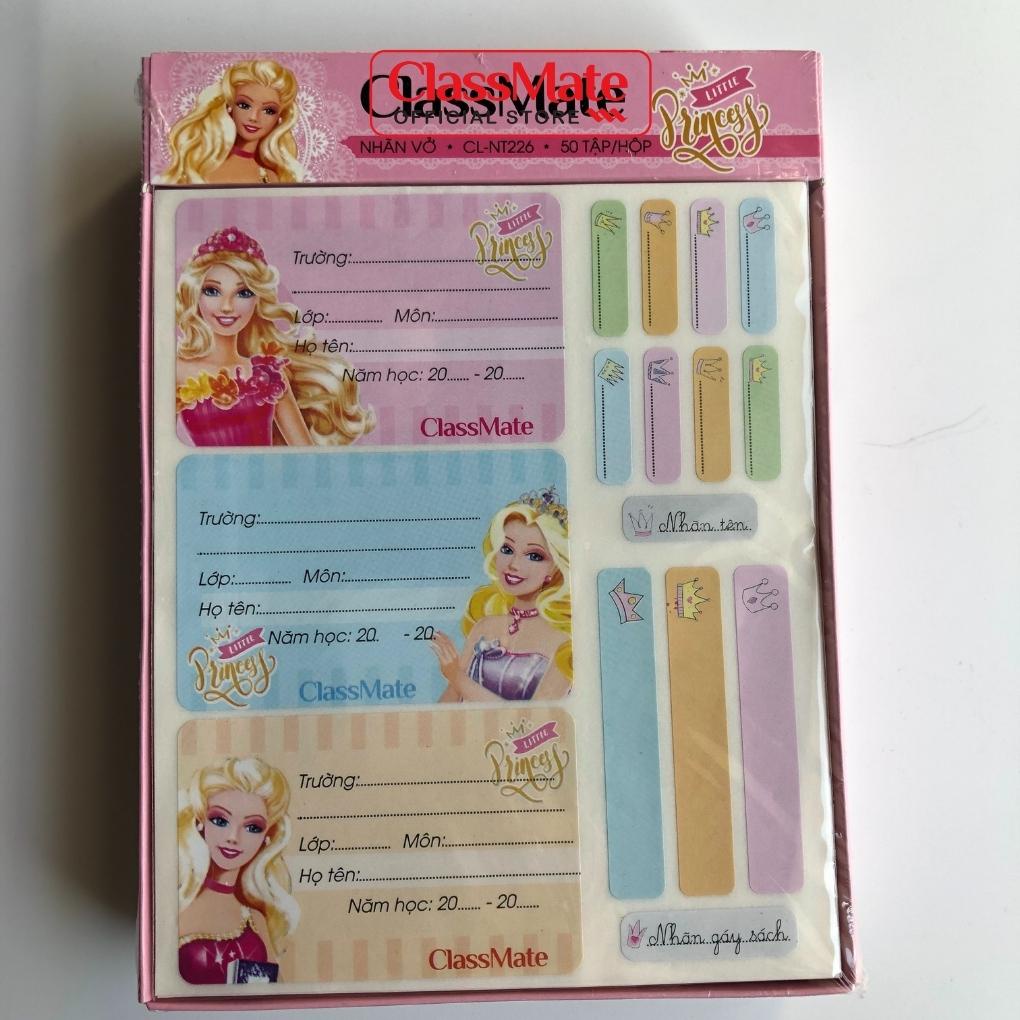 ClassMate
ClassMate
OFFICIAL STORE
LITTLE
Princess
NHÃN VỞ * CL-NT226 * 50 TẬP/HỘP
LITTLE
Princess
Trường:
Lớp:............... Môn:
Họ tên:
Năm học: 20...... - 20......
ClassMate
Trường:
Lớp:............... Môn:
Họ tên:
Năm học: 20.. - 20..
LITTLE
Princess
ClassMate
LITTLE
Princess
Trường:
Lớp:............... Môn:
Họ tên:
Năm học: 20...... - 20......
ClassMate
Nhãn tên
Nhãn gáy sách